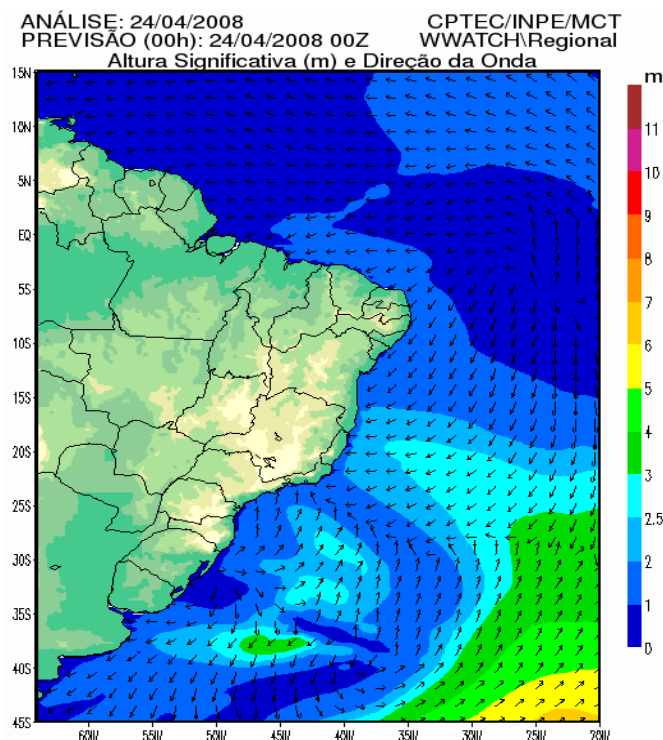 ANÁLISE: 24/04/2008 CPTEC/INPE/MCT
PREVISÃO (00h): 24/04/2008 00Z WWATCH\Regional
Altura Significativa (m) e Direção da Onda
m
15N
10N
5N
EQ
5S
10S
15S
20S
25S
30S
35S
40S
45S
60W 55W 50W 45W 40W 35W 30W 25W 20W
11
10
9
8
7
6
5
4
3
2.5
2
1
0